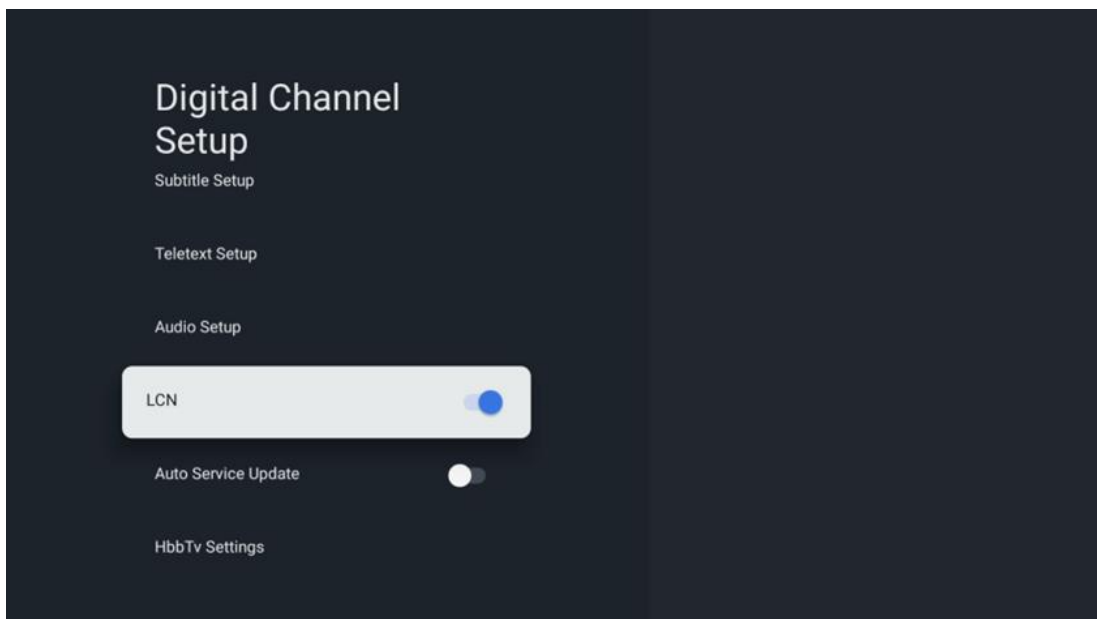 Digital Channel
Setup
Subtitle Setup
Teletext Setup
Audio Setup
LCN
Auto Service Update
HbbTv Settings